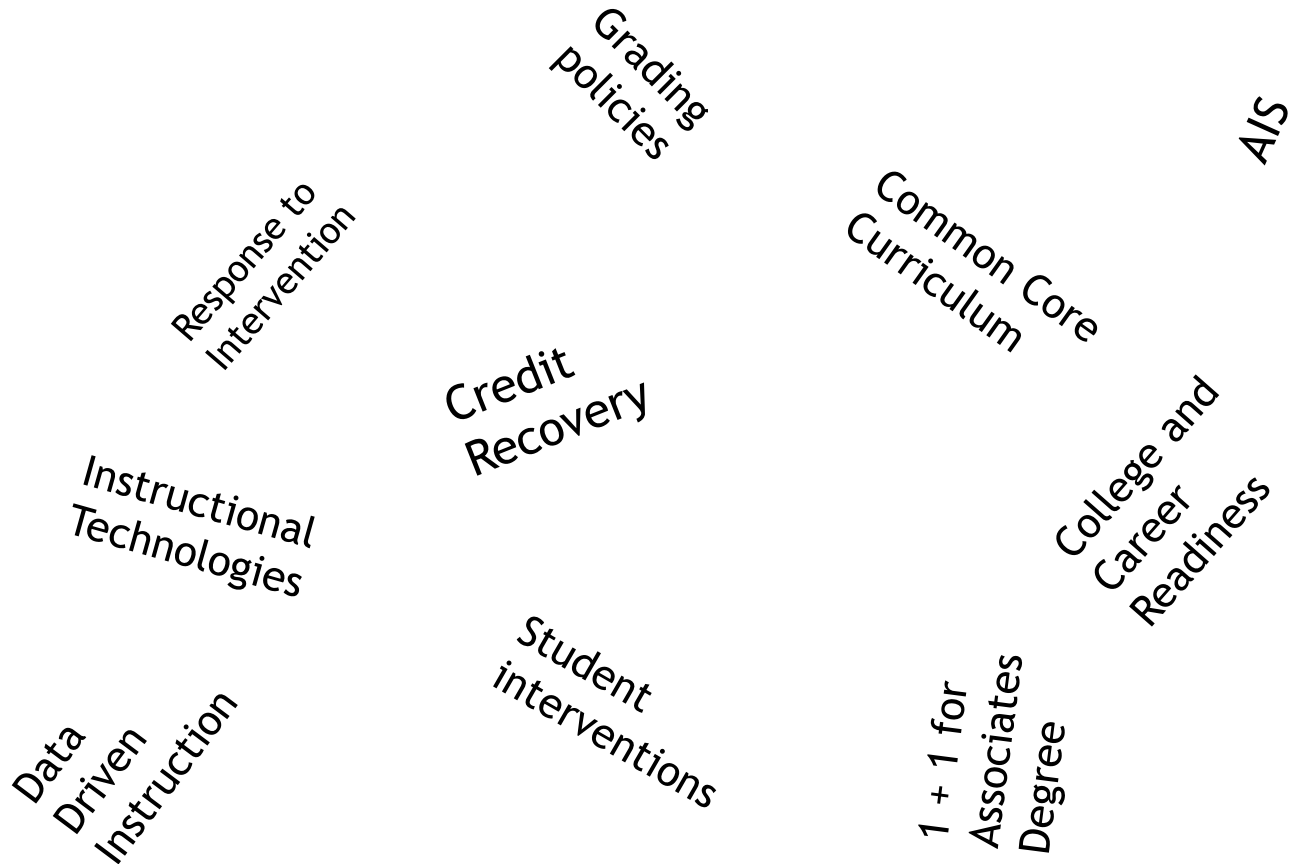 Grading
policies
AIS
Response to
Intervention
Common Core
Curriculum
Credit
Recovery
College and
Career
Readiness
Instructional
Technologies
Student
interventions
1 + 1 for
Associates
Degree
Data
Driven
Instruction